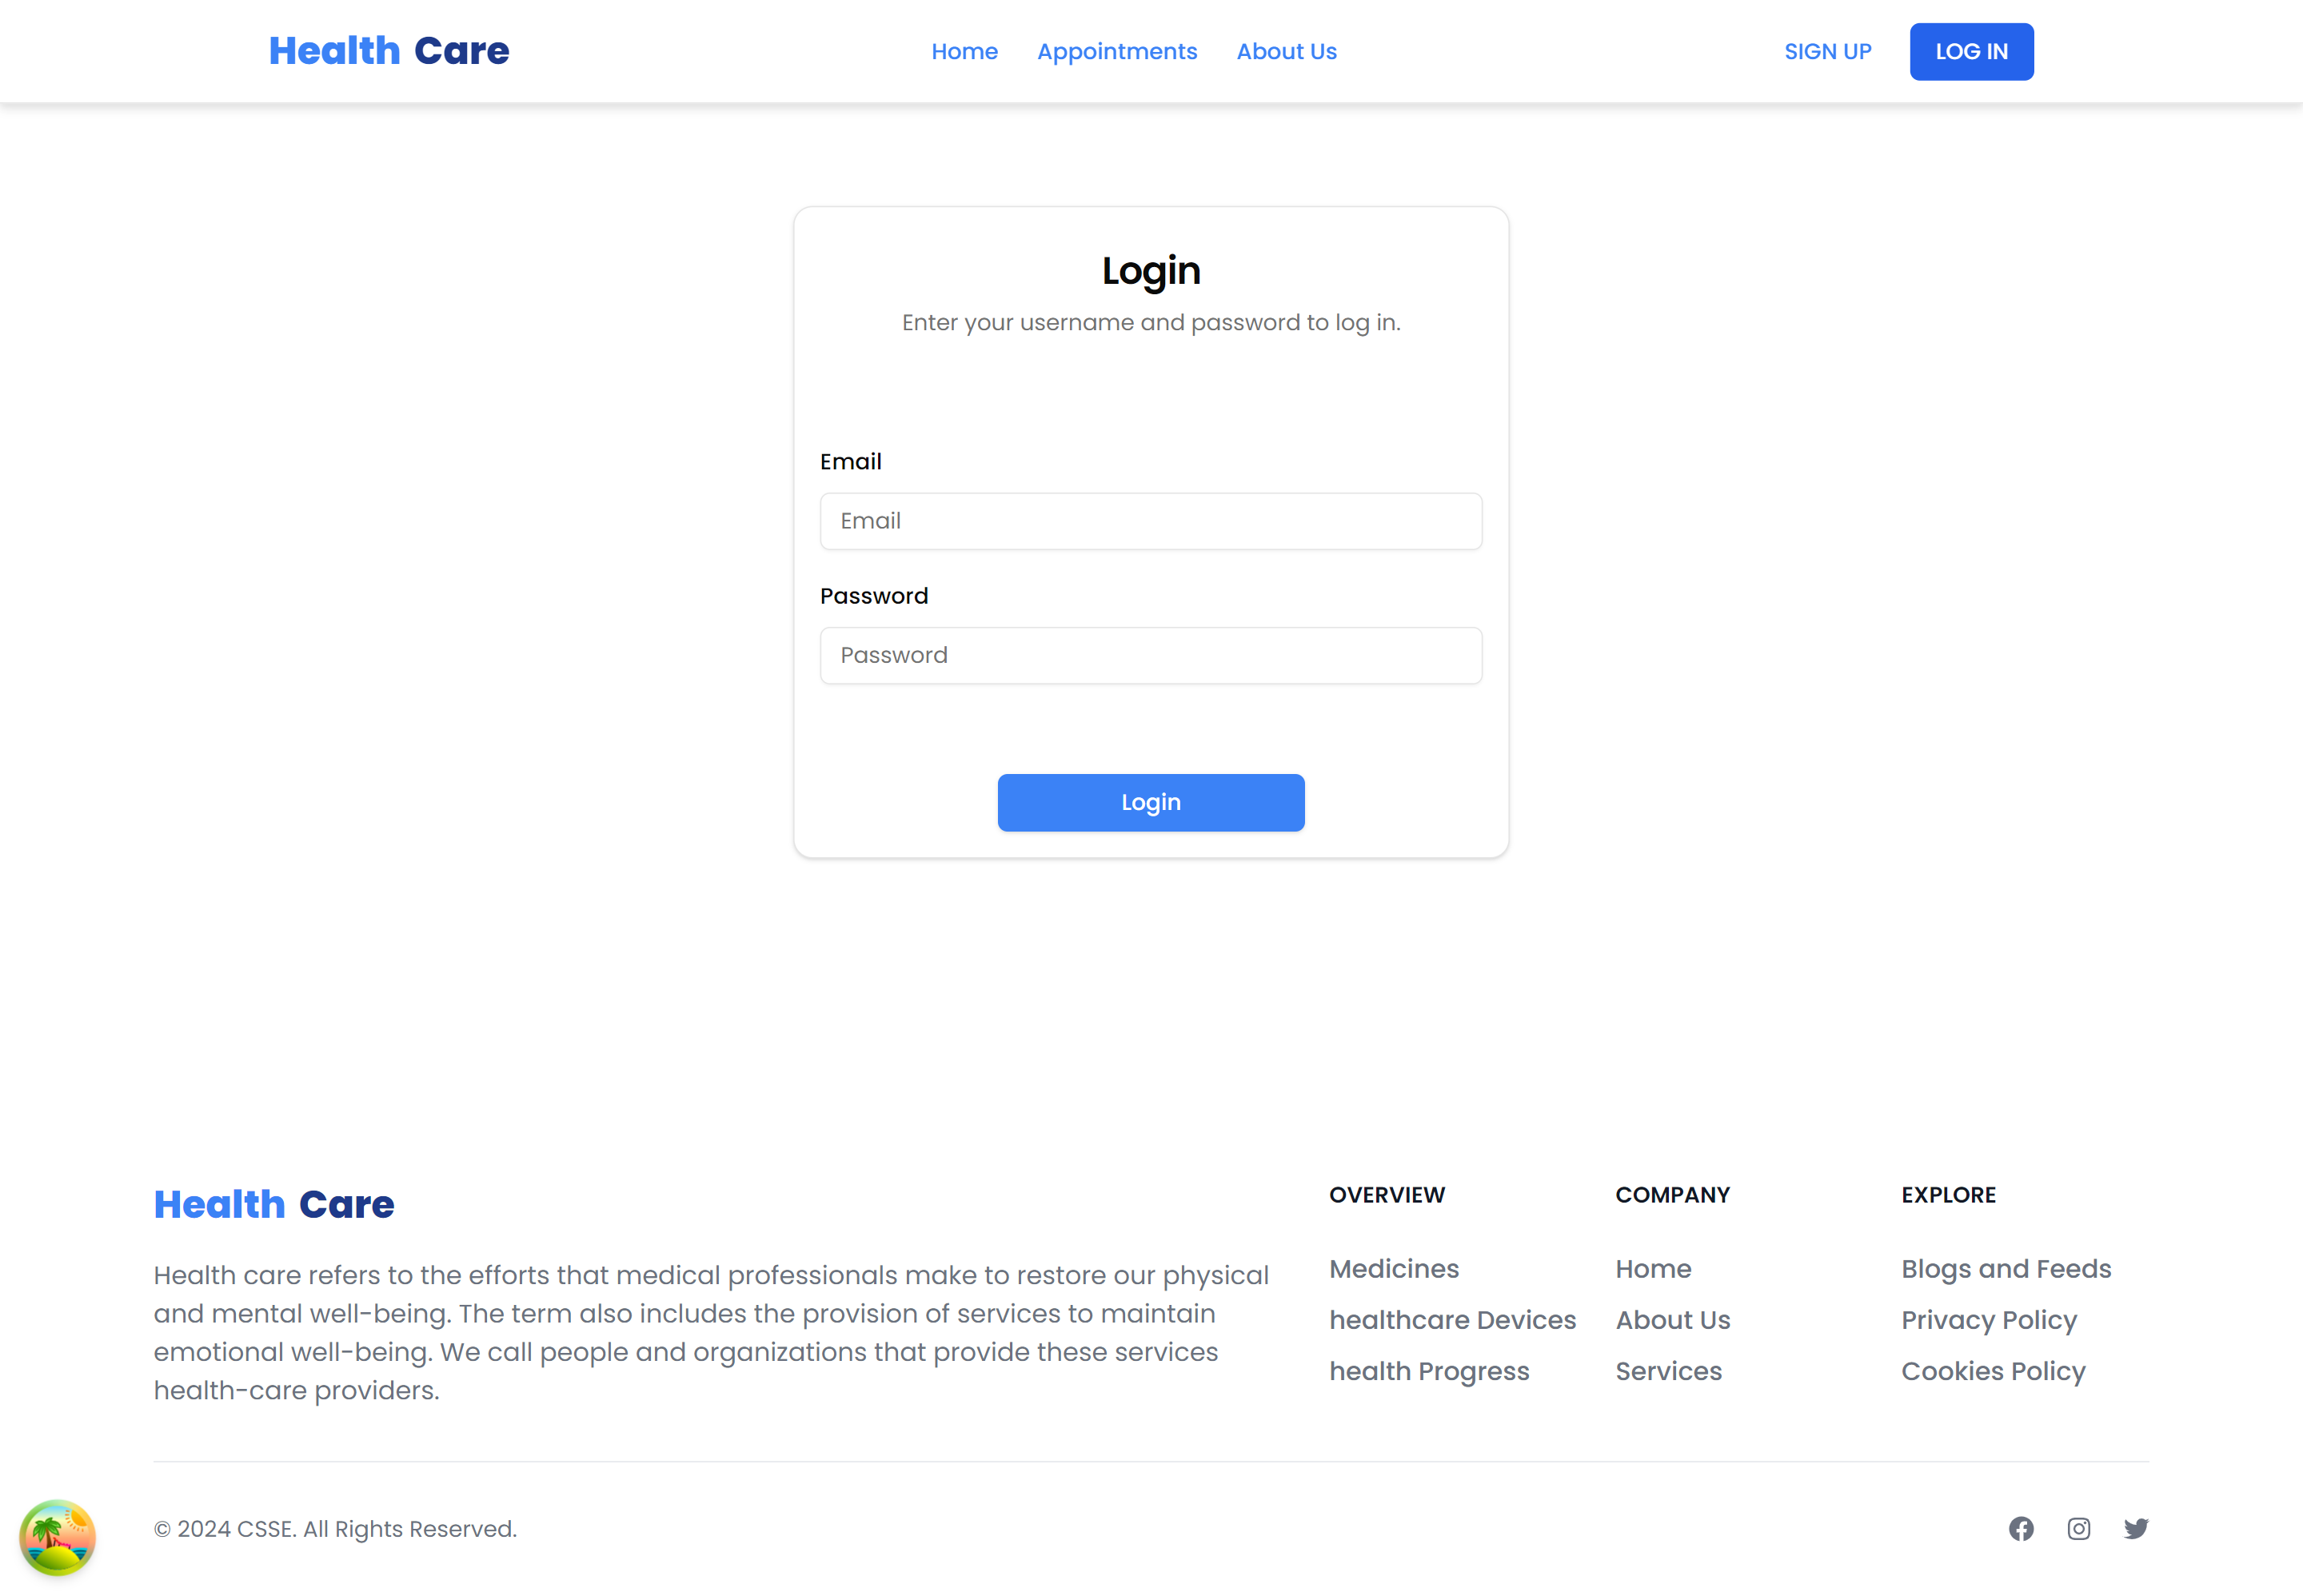 Health Care
Home Appointments About Us
SIGN UP LOG IN
Login
Enter your username and password to log in.
Email
Email
Password
Password
Login
Health Care
Health care refers to the efforts that medical professionals make to restore our physical
and mental well-being. The term also includes the provision of services to maintain
emotional well-being. We call people and organizations that provide these services
health-care providers.
OVERVIEW
Medicines
healthcare Devices
health Progress
COMPANY
Home
About Us
Services
EXPLORE
Blogs and Feeds
Privacy Policy
Cookies Policy
© 2024 CSSE. All Rights Reserved.